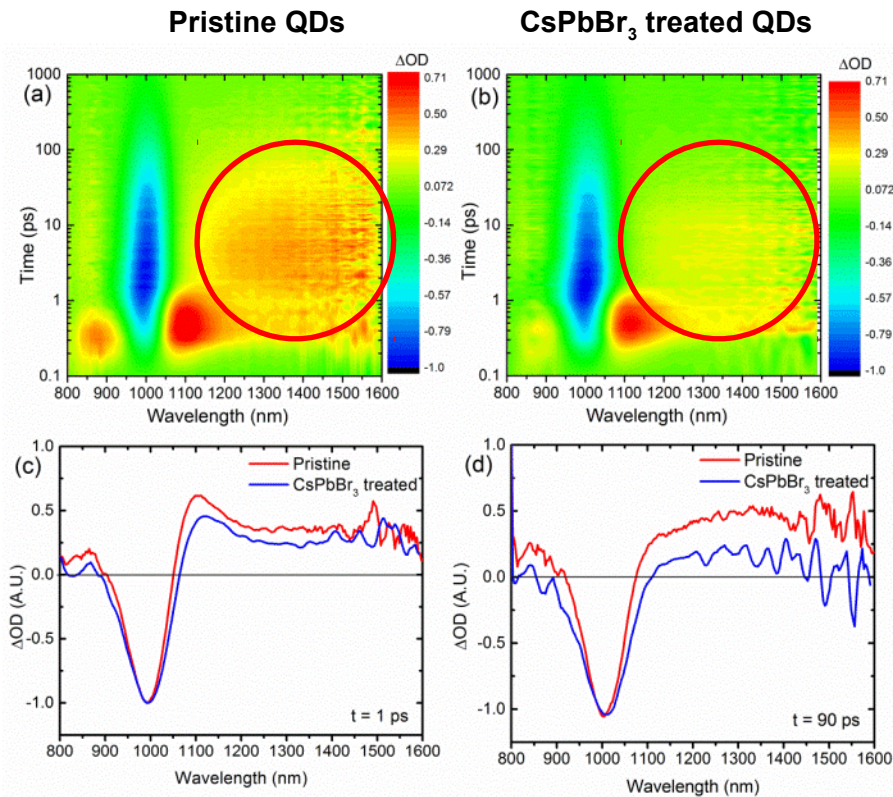 Pristine QDs
CsPbBr₃ treated QDs
(a)
ΔOD
1000
100
10
1
0.1
Time (ps)
800 900 1000 1100 1200 1300 1400 1500 1600
Wavelength (nm)
0.71
0.50
0.29
0.072
-0.14
-0.36
-0.57
-0.79
-1.0
(b)
ΔOD
1000
100
10
1
0.1
Time (ps)
800 900 1000 1100 1200 1300 1400 1500 1600
Wavelength (nm)
0.71
0.50
0.29
0.072
-0.14
-0.36
-0.57
-0.79
-1.0
(c)
Pristine
CsPbBr₃ treated
1.0
0.5
0.0
-0.5
-1.0
ΔOD (A.U.)
t = 1 ps
800 900 1000 1100 1200 1300 1400 1500 1600
Wavelength (nm)
(d)
Pristine
CsPbBr₃ treated
1.0
0.5
0.0
-0.5
-1.0
ΔOD (A.U.)
t = 90 ps
800 900 1000 1100 1200 1300 1400 1500 1600
Wavelength (nm)